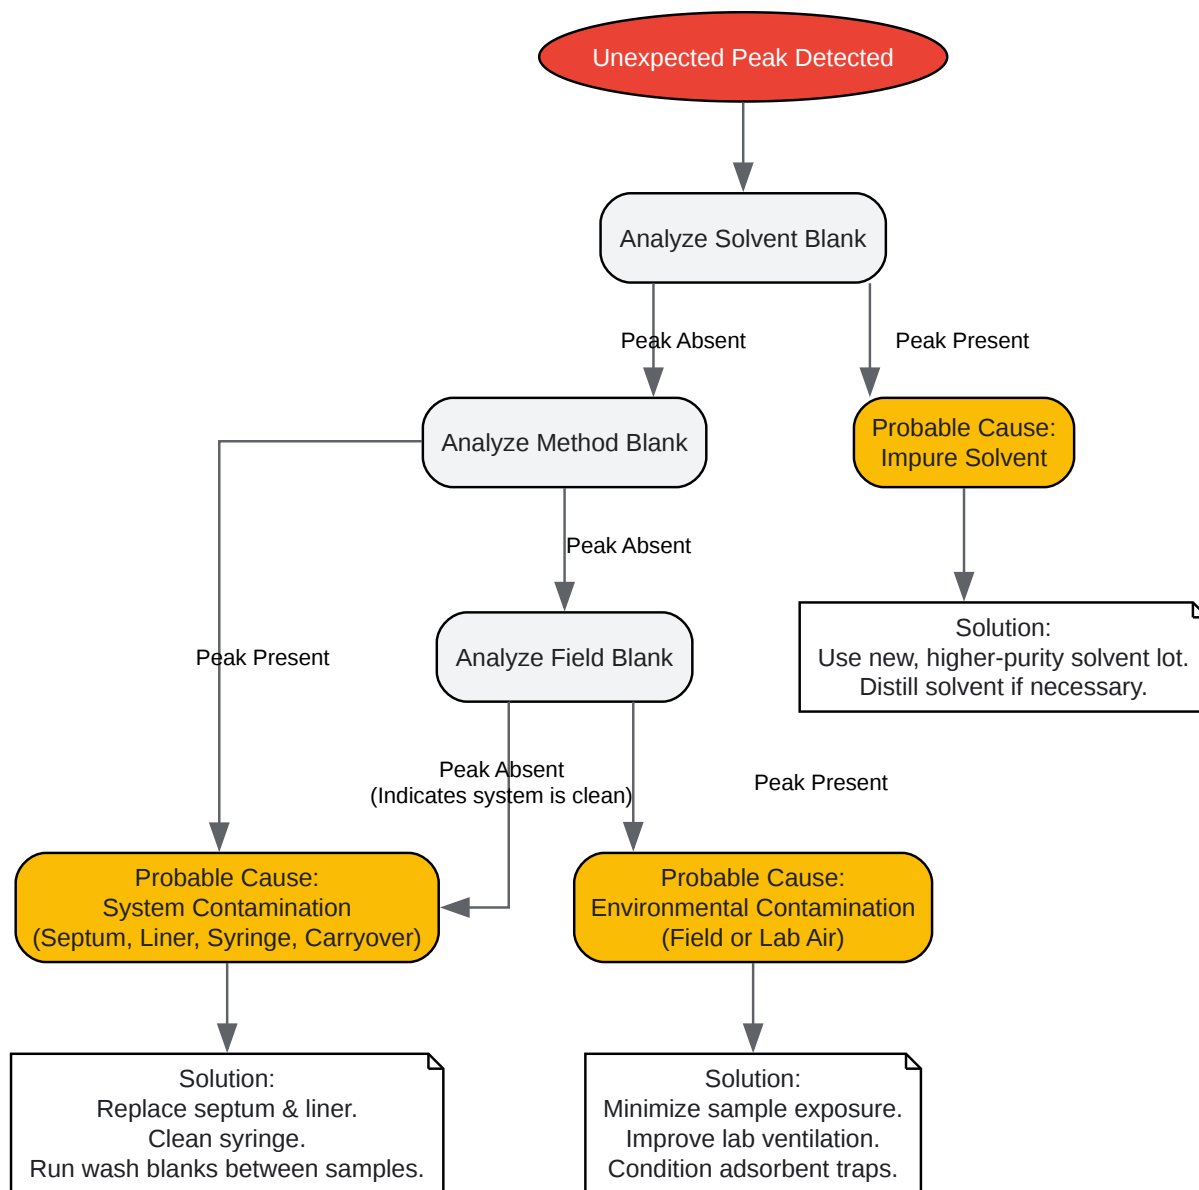 Unexpected Peak Detected
Analyze Solvent Blank
Peak Absent
Peak Present
Analyze Method Blank
Probable Cause:
Impure Solvent
Peak Absent
Solution:
Use new, higher-purity solvent lot.
Distill solvent if necessary.
Peak Present
Analyze Field Blank
Peak Absent
(Indicates system is clean)
Peak Present
Probable Cause:
System Contamination
(Septum, Liner, Syringe, Carryover)
Probable Cause:
Environmental Contamination
(Field or Lab Air)
Solution:
Replace septum & liner.
Clean syringe.
Run wash blanks between samples.
Solution:
Minimize sample exposure.
Improve lab ventilation.
Condition adsorbent traps.